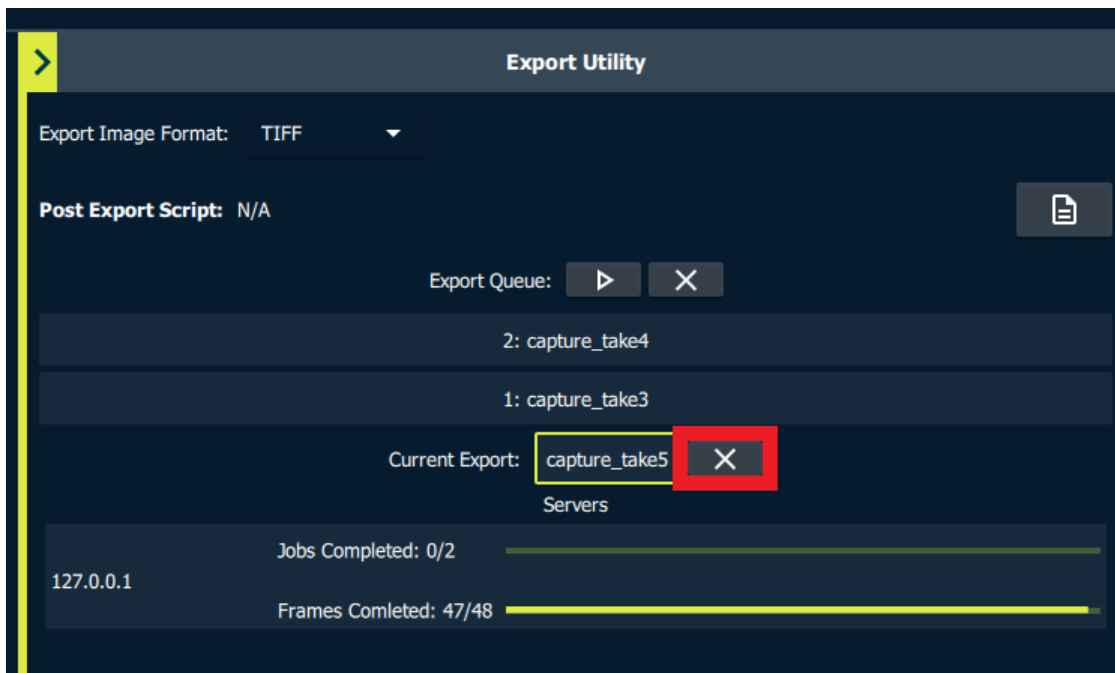 Export Utility
Export Image Format: TIFF
Post Export Script: N/A
Export Queue:
2: capture_take4
1: capture_take3
Current Export: capture_take5
Servers
Jobs Completed: 0/2
127.0.0.1
Frames Comleted: 47/48